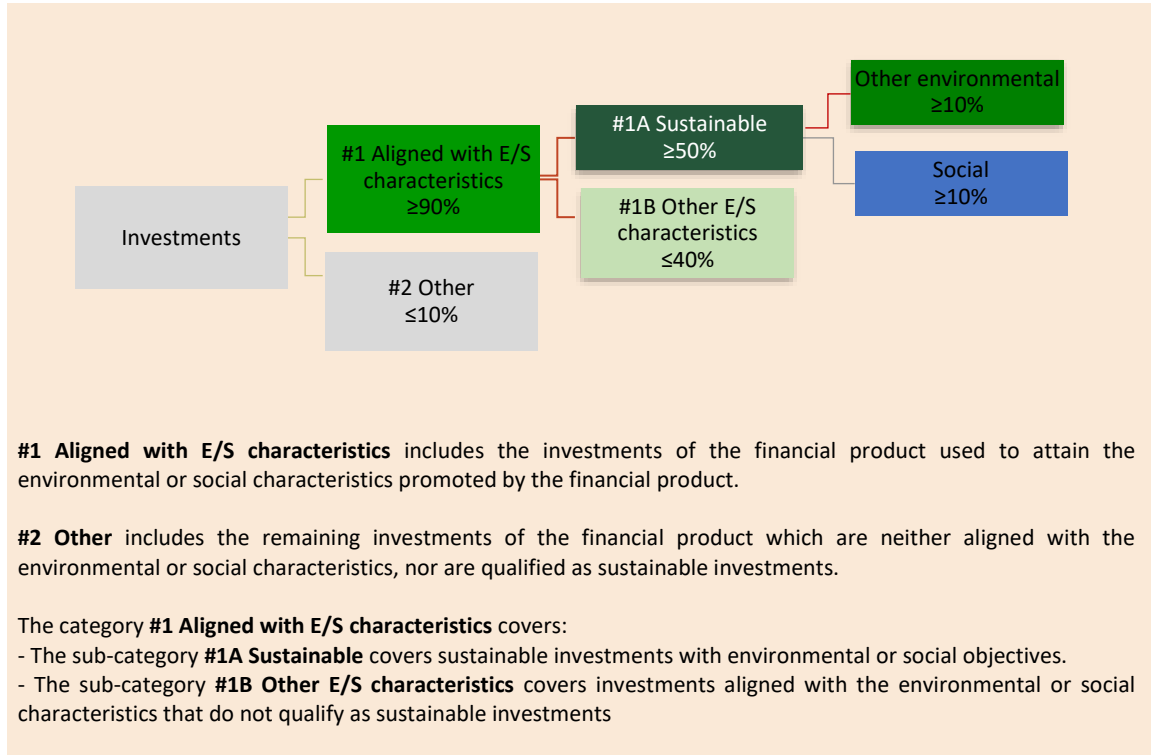 Other environmental
≥10%
#1A Sustainable
≥50%
#1 Aligned with E/S
characteristics
≥90%
Social
≥10%
#1B Other E/S
characteristics
≤40%
Investments
#2 Other
≤10%
#1 Aligned with E/S characteristics includes the investments of the financial product used to attain the
environmental or social characteristics promoted by the financial product.
#2 Other includes the remaining investments of the financial product which are neither aligned with the
environmental or social characteristics, nor are qualified as sustainable investments.
The category #1 Aligned with E/S characteristics covers:
- The sub-category #1A Sustainable covers sustainable investments with environmental or social objectives.
- The sub-category #1B Other E/S characteristics covers investments aligned with the environmental or social
characteristics that do not qualify as sustainable investments